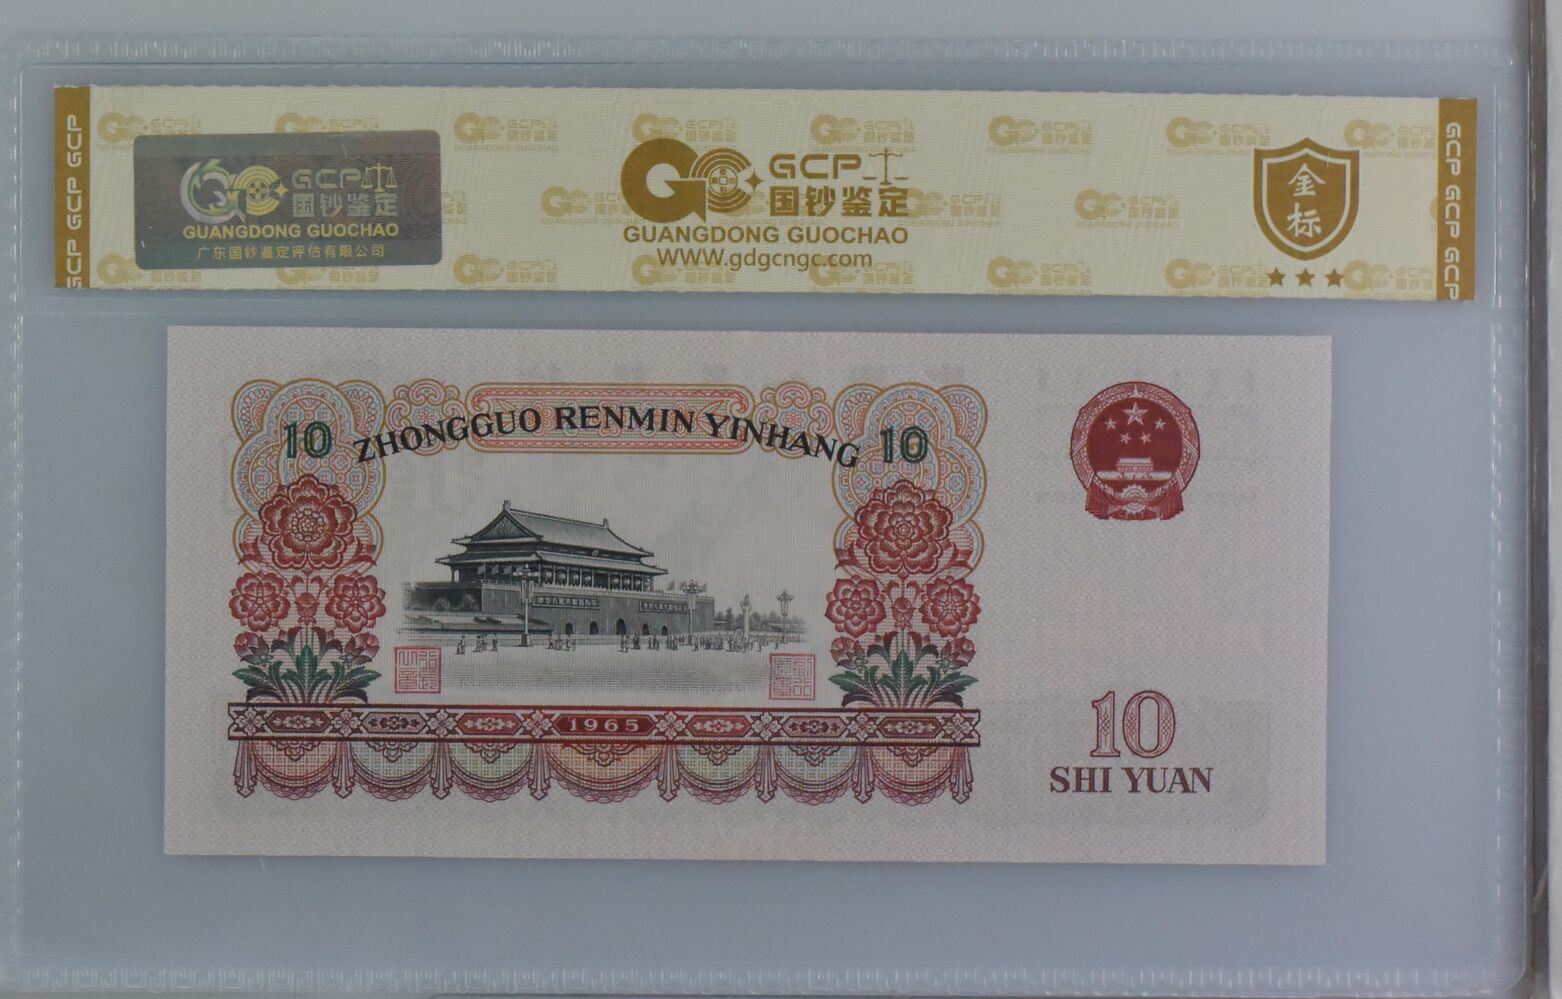 GCP GCP GCP
GCP
国钞鉴定
GUANGDONG GUOCHAO
广东国钞鉴定评估有限公司
GCP
国钞鉴定
GUANGDONG GUOCHAO
WWW.gdgcngc.com
金标
GCP GCP GCP
ZHONGGUO RENMIN YINHANG
10
10
1965
10
SHI YUAN